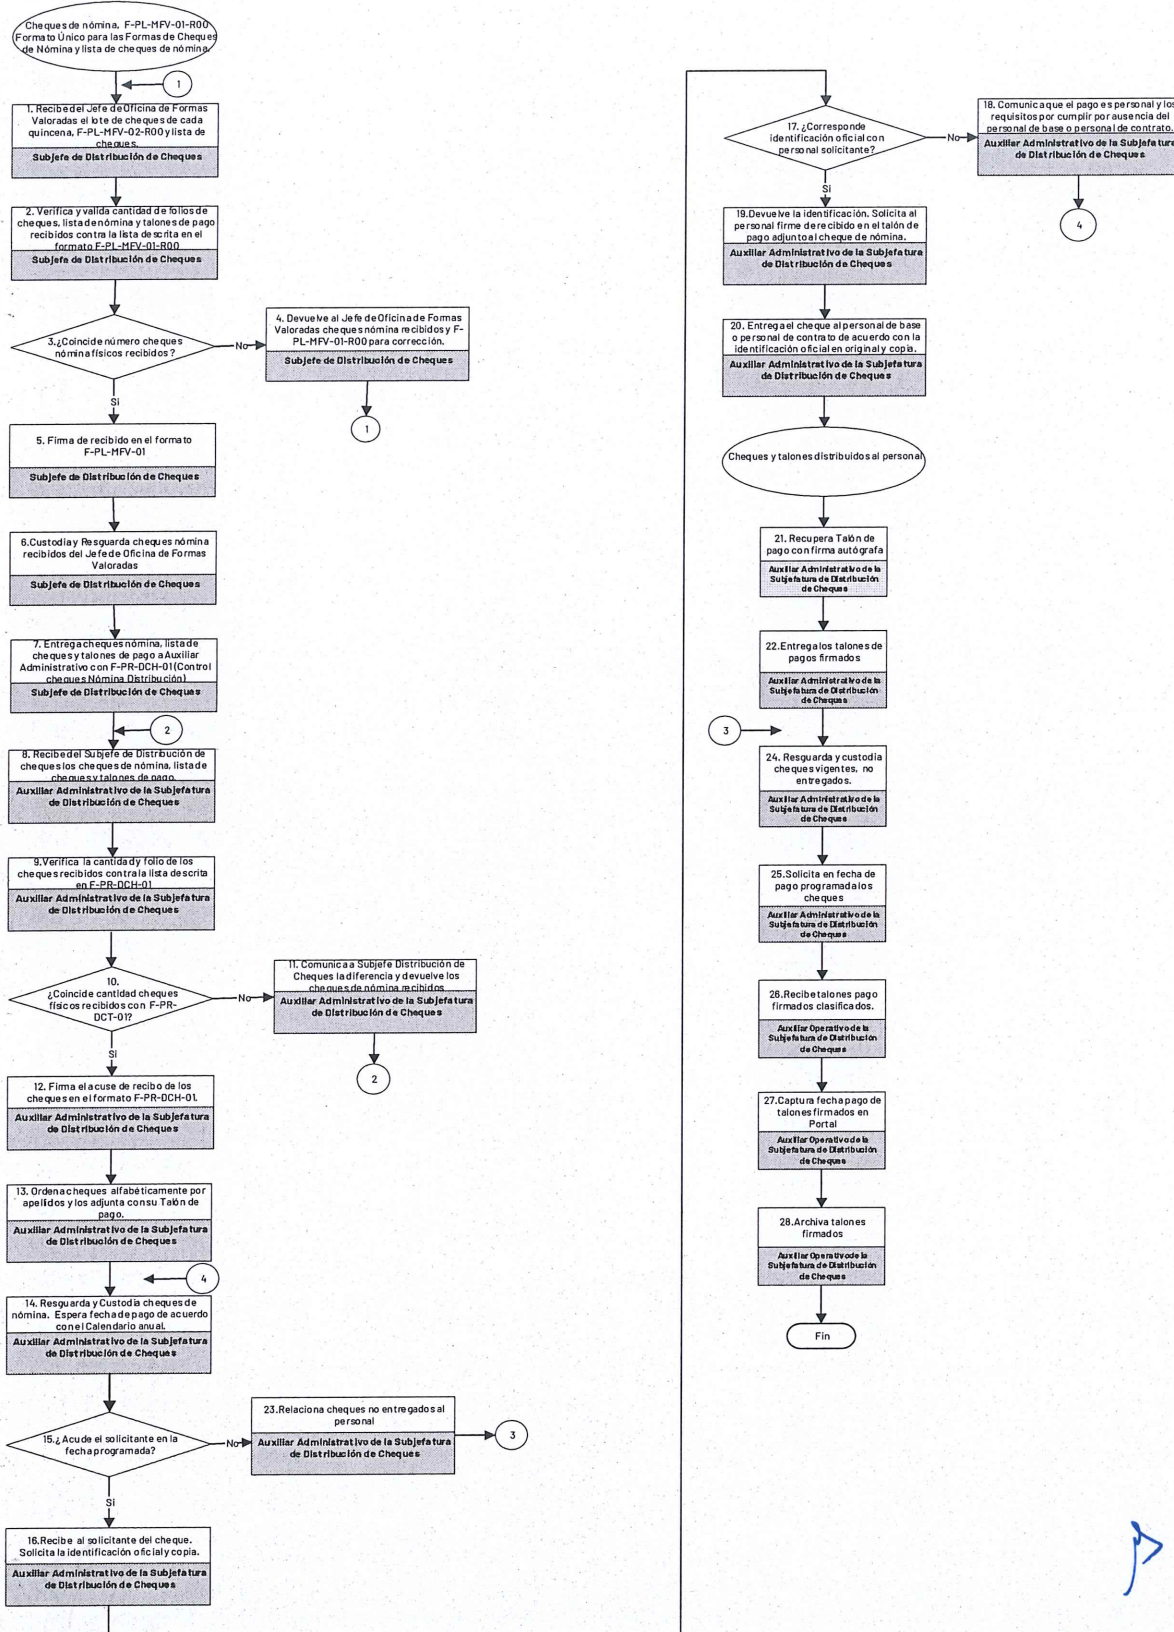 Cheques de nómina, F-PL-MFV-01-R00
Formato Único para las Formas de Cheques
de Nómina y lista de cheques de nómina.
1
1. Recibe del Jefe de Oficina de Formas
Valoradas el lote de cheques de cada
quincena, F-PL-MFV-02-R00 y lista de
cheques.
Subjefe de Distribución de Cheques
2. Verifica y valida cantidad de folios de
cheques, lista de nómina y talones de pago
recibidos contra la lista descrita en el
formato F-PL-MFV-01-R00
Subjefe de Distribución de Cheques
3.¿Coincide número cheques
nómina físicos recibidos?
No
4. Devuelve al Jefe de Oficina de Formas
Valoradas cheques nómina recibidos y F-
PL-MFV-01-R00 para corrección.
Subjefe de Distribución de Cheques
1
Si
5. Firma de recibido en el formato
F-PL-MFV-01
Subjefe de Distribución de Cheques
6.Custodia y Resguarda cheques nómina
recibidos del Jefe de Oficina de Formas
Valoradas
Subjefe de Distribución de Cheques
7. Entrega cheques nómina, lista de
cheques y talones de pago a Auxiliar
Administrativo con F-PR-DCH-01(Control
cheques Nómina Distribución)
Subjefe de Distribución de Cheques
2
8. Recibe del Subjefe de Distribución de
cheques los cheques de nómina, lista de
cheques y talones de pago.
Auxiliar Administrativo de la Subjefatura
de Distribución de Cheques
9.Verifica la cantidad y folio de los
cheques recibidos contra la lista descrita
en F-PR-DCH-01
Auxiliar Administrativo de la Subjefatura
de Distribución de Cheques
10.
¿Coincide cantidad cheques
físicos recibidos con F-PR-
DCT-01?
No
11. Comunica a Subjefe Distribución de
Cheques la diferencia y devuelve los
cheques de nómina recibidos
Auxiliar Administrativo de la Subjefatura
de Distribución de Cheques
2
Si
12. Firma el acuse de recibo de los
cheques en el formato F-PR-DCH-01.
Auxiliar Administrativo de la Subjefatura
de Distribución de Cheques
13. Ordena cheques alfabéticamente por
apellidos y los adjunta con su Talón de
pago.
Auxiliar Administrativo de la Subjefatura
de Distribución de Cheques
4
14. Resguarda y Custodia cheques de
nómina. Espera fecha de pago de acuerdo
con el Calendario anual.
Auxiliar Administrativo de la Subjefatura
de Distribución de Cheques
15.¿Acude el solicitante en la
fecha programada?
No
23.Relaciona cheques no entregados al
personal
Auxiliar Administrativo de la Subjefatura
de Distribución de Cheques
3
Si
16.Recibe al solicitante del cheque.
Solicita la identificación oficial y copia.
Auxiliar Administrativo de la Subjefatura
de Distribución de Cheques
17. ¿Corresponde
identificación oficial con
personal solicitante?
No
18. Comunica que el pago es personal y los
requisitos por cumplir por ausencia del
personal de base o personal de contrato.
Auxiliar Administrativo de la Subjefatura
de Distribución de Cheques
4
Si
19.Devuelve la identificación. Solicita al
personal firme de recibido en el talón de
pago adjunto al cheque de nómina.
Auxiliar Administrativo de la Subjefatura
de Distribución de Cheques
20. Entrega el cheque al personal de base
o personal de contrato de acuerdo con la
identificación oficial en original y copia.
Auxiliar Administrativo de la Subjefatura
de Distribución de Cheques
Cheques y talones distribuidos al personal
21. Recupera Talón de
pago con firma autógrafa
Auxiliar Administrativo de la
Subjefatura de Distribución
de Cheques
22.Entrega los talones de
pagos firmados
Auxiliar Administrativo de la
Subjefatura de Distribución
de Cheques
3
24. Resguarda y custodia
cheques vigentes, no
entregados.
Auxiliar Administrativo de la
Subjefatura de Distribución
de Cheques
25.Solicita en fecha de
pago programada los
cheques
Auxiliar Administrativo de la
Subjefatura de Distribución
de Cheques
26.Recibe talones pago
firmados clasificados.
Auxiliar Operativo de la
Subjefatura de Distribución
de Cheques
27.Captura fecha pago de
talones firmados en
Portal
Auxiliar Operativo de la
Subjefatura de Distribución
de Cheques
28.Archiva talones
firmados
Auxiliar Operativo de la
Subjefatura de Distribución
de Cheques
Fin